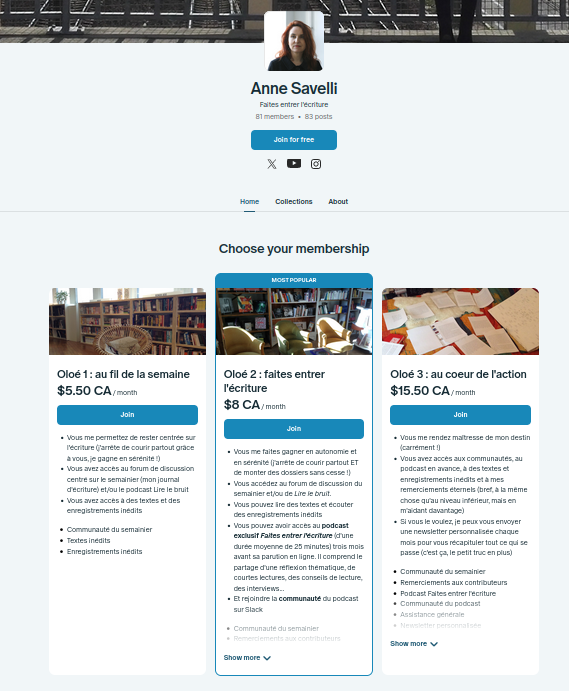 Anne Savelli
Faites entrer l'écriture
81 members • 83 posts
Join for free
Home Collections About
Choose your membership
Oloé 1 : au fil de la semaine
$5.50 CA / month
Join
• Vous me permettez de rester centrée sur
l'écriture (j'arrête de courir partout grâce
à vous, je gagne en sérénité !)
• Vous avez accès au forum de discussion
centré sur le semainier (mon journal
d'écriture) et/ou le podcast Lire le bruit
• Vous avez accès à des textes et des
enregistrements inédits
• Communauté du semainier
• Textes inédits
• Enregistrements inédits
MOST POPULAR
Oloé 2 : faites entrer
l'écriture
$8 CA / month
Join
• Vous me faites gagner en autonomie et
en sérénité (j'arrête de courir partout ET
de monter des dossiers sans cesse !)
• Vous accédez au forum de discussion du
semainier et/ou de Lire le bruit.
• Vous pouvez lire des textes et écouter
des enregistrements inédits
• Vous pouvez avoir accès au podcast
exclusif Faites entrer l'écriture (d'une
durée moyenne de 25 minutes) trois mois
avant sa parution en ligne. Il comprend le
partage d'une réflexion thématique, de
courtes lectures, des conseils de lecture,
des interviews...
• Et rejoindre la communauté du podcast
sur Slack
• Communauté du semainier
• Remerciements aux contributeurs
Show more
Oloé 3 : au coeur de l'action
$15.50 CA / month
Join
• Vous me rendez maîtresse de mon destin
(carrément !)
• Vous avez accès aux communautés, au
podcast en avance, à des textes et
enregistrements inédits et à mes
remerciements éternels (bref, à la même
chose qu'au niveau inférieur, mais en
m'aidant davantage)
• Si vous le voulez, je peux vous envoyer
une newsletter personnalisée chaque
mois pour vous récapituler tout ce qui se
passe (c'est ça, le petit truc en plus)
• Communauté du semainier
• Remerciements aux contributeurs
• Podcast Faites entrer l'écriture
• Communauté du podcast
• Assistance générale
• Newsletter personnalisée
Show more